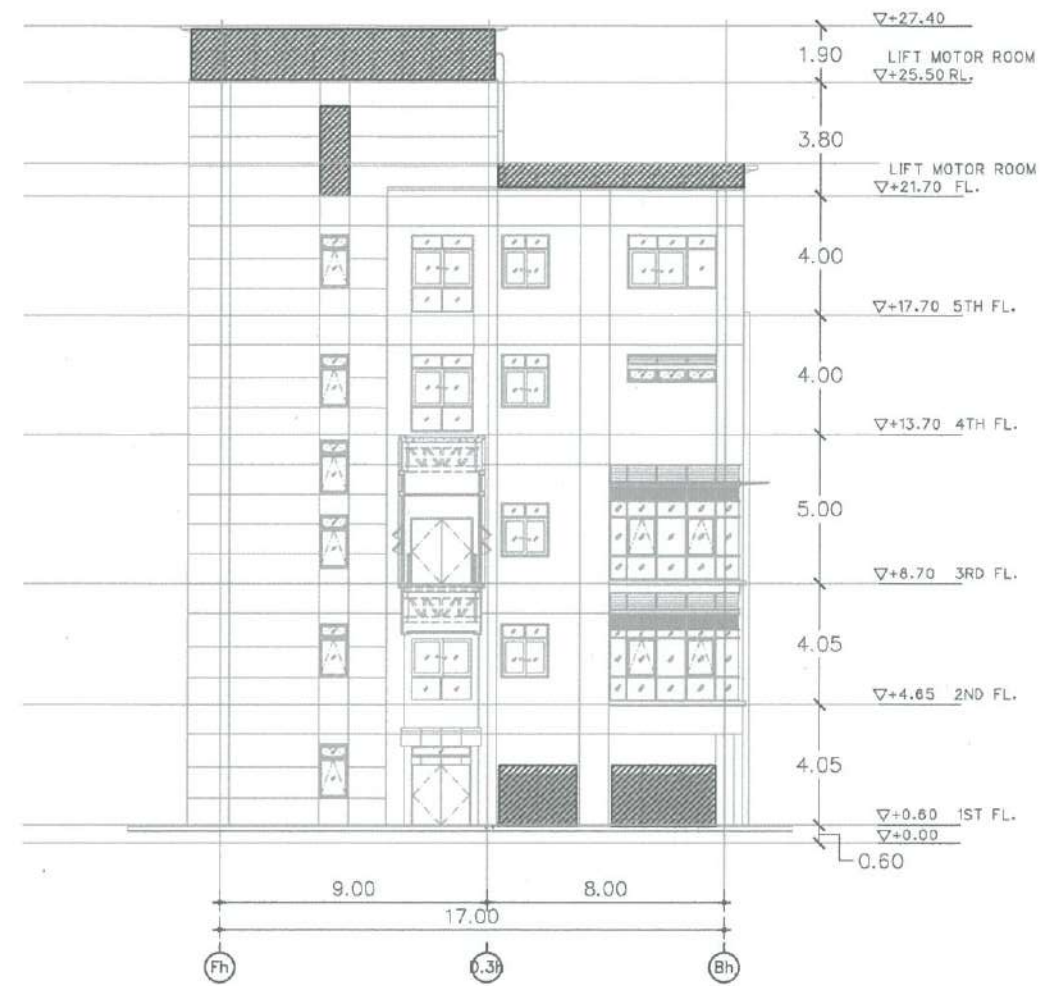 ▽+27.40
1.90
LIFT MOTOR ROOM
▽+25.50 RL.
3.80
LIFT MOTOR ROOM
▽+21.70 FL.
4.00
▽+17.70 5TH FL.
4.00
▽+13.70 4TH FL.
5.00
▽+8.70 3RD FL.
4.05
▽+4.65 2ND FL.
4.05
▽+0.60 1ST FL.
▽+0.00
0.60
9.00 8.00
17.00
Fh D.3h Bh